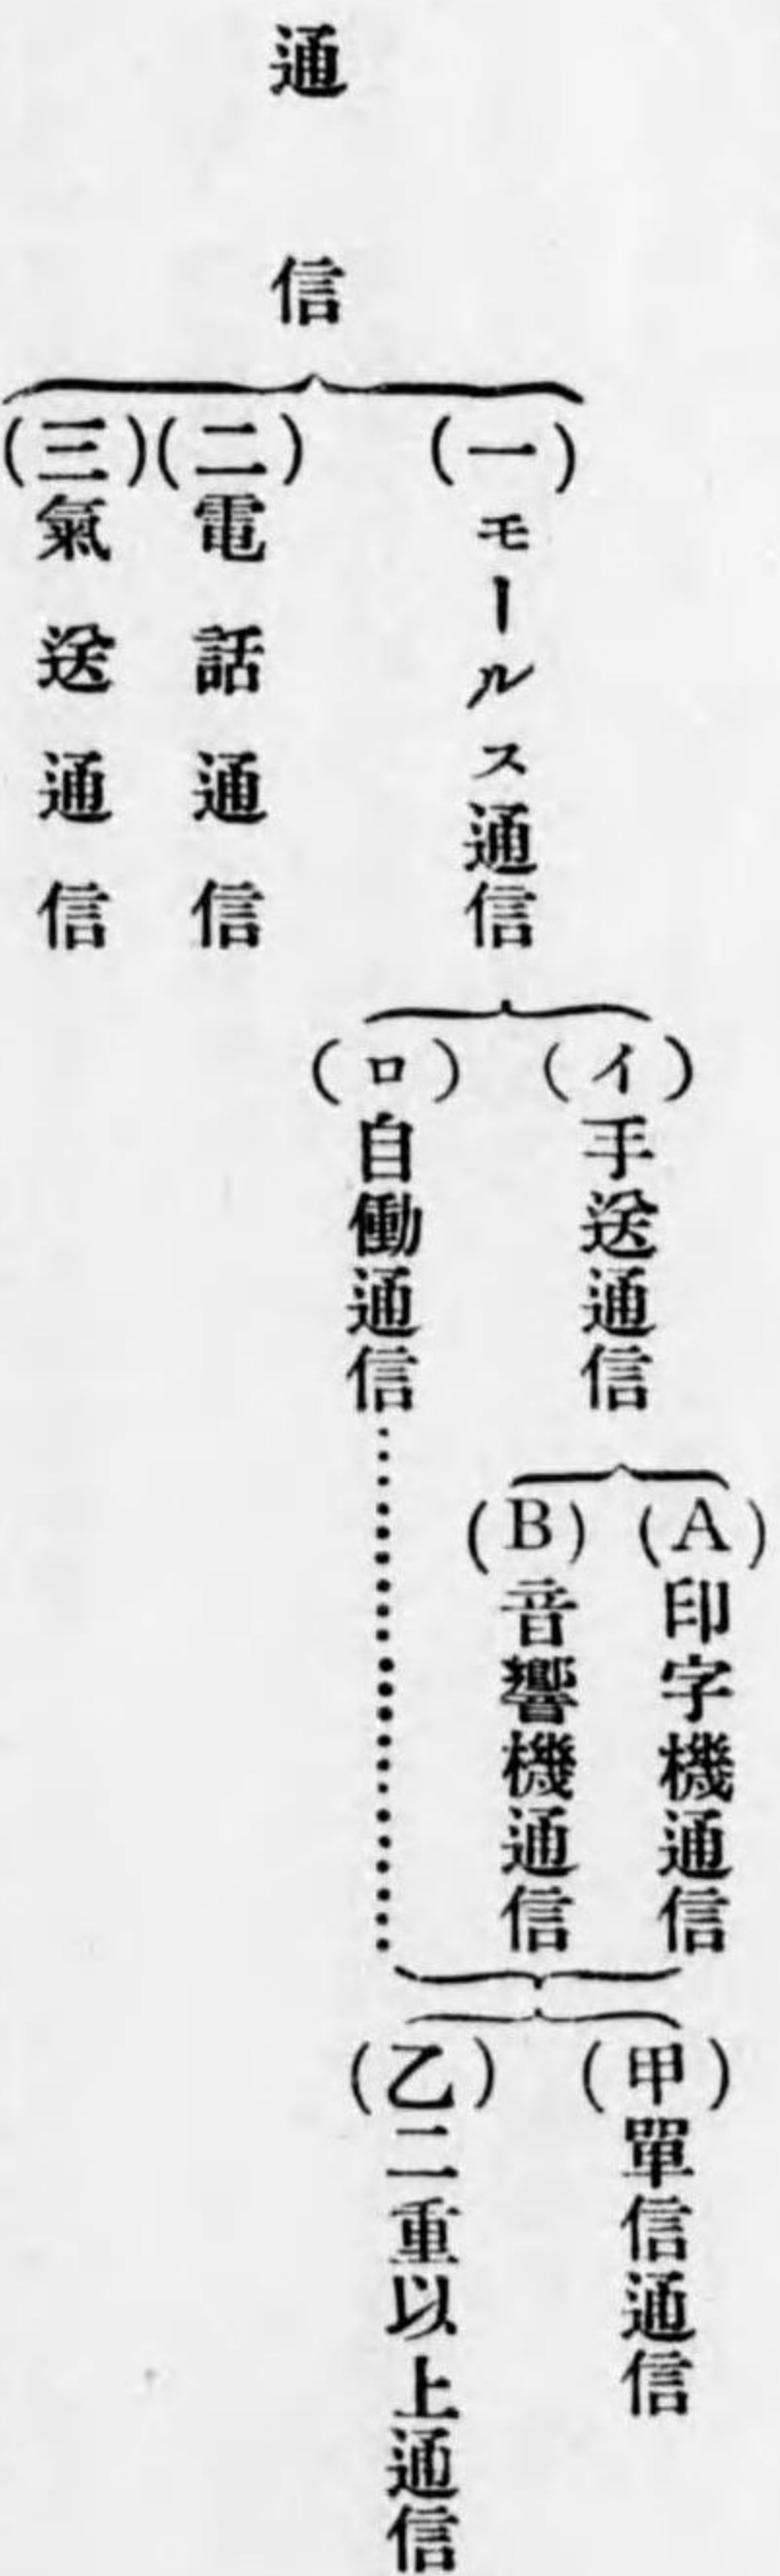 通信
(一)モールス通信
(イ)手送通信
(A)印字機通信
(B)音響機通信
(ロ)自働通信………………
(甲)單信通信
(乙)二重以上通信
(二)電話通信
(三)氣送通信